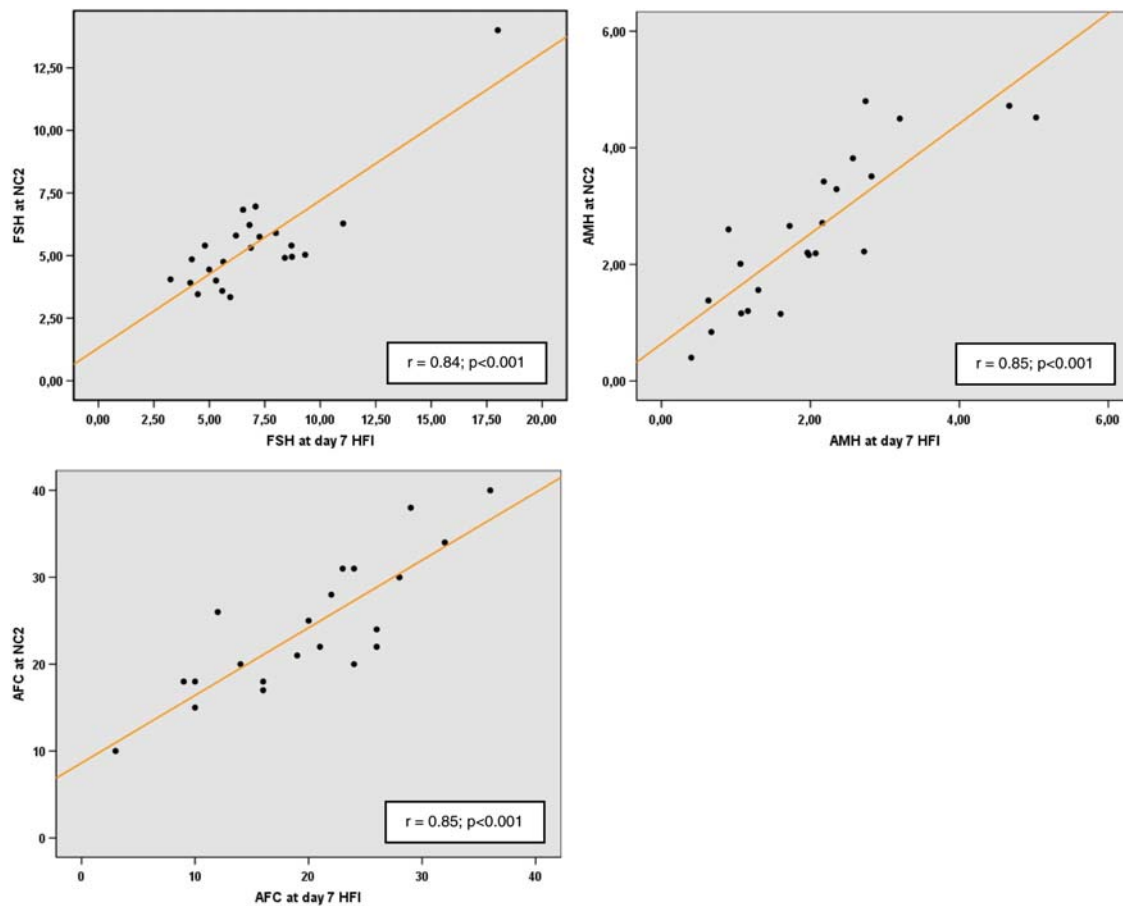 FSH at NC2
12,50
10,00
7,50
5,00
2,50
0,00
r = 0.84; p<0.001
0,00 2,50 5,00 7,50 10,00 12,50 15,00 17,50 20,00
FSH at day 7 HFI
AMH at NC2
6,00
4,00
2,00
0,00
r = 0.85; p<0.001
0,00 2,00 4,00 6,00
AMH at day 7 HFI
AFC at NC2
40
30
20
10
0
r = 0.85; p<0.001
0 10 20 30 40
AFC at day 7 HFI